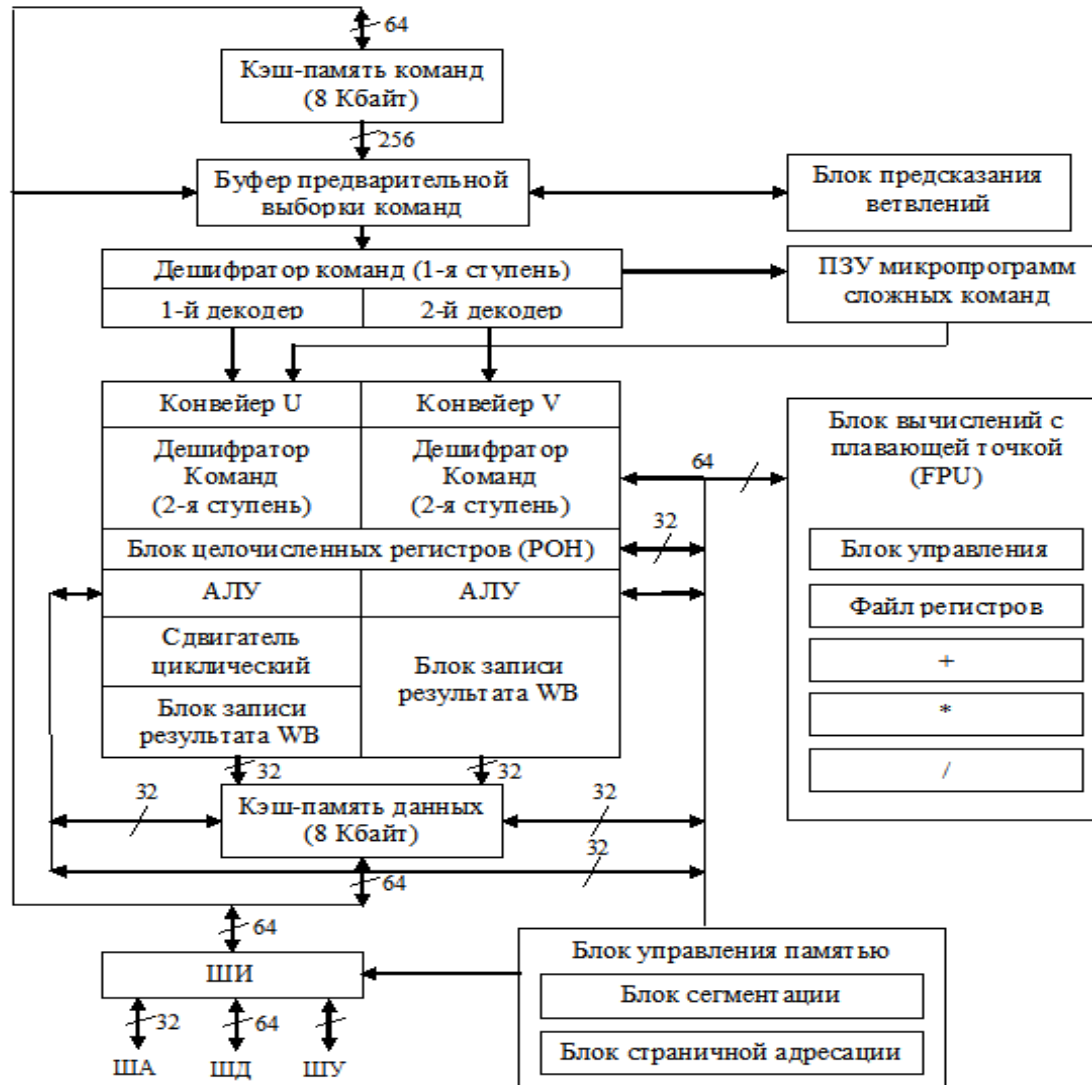 64
Кэш-память команд
(8 Кбайт)
256
Буфер предварительной
выборки команд
Блок предсказания
ветвлений
Дешифратор команд (1-я ступень)
1-й декодер
2-й декодер
ПЗУ микропрограмм
сложных команд
Конвейер U
Конвейер V
Дешифратор
Команд
(2-я ступень)
Дешифратор
Команд
(2-я ступень)
64
Блок вычислений с
плавающей точкой
(FPU)
Блок целочисленных регистров (РОН)
32
Блок управления
АЛУ
АЛУ
Файл регистров
Сдвигатель
циклический
Блок записи
результата WB
Блок записи
результата WB
+
*
/
32
32
32
Кэш-память данных
(8 Кбайт)
32
32
64
64
ШИ
Блок управления памятью
Блок сегментации
Блок страничной адресации
32
64
ША
ШД
ШУ